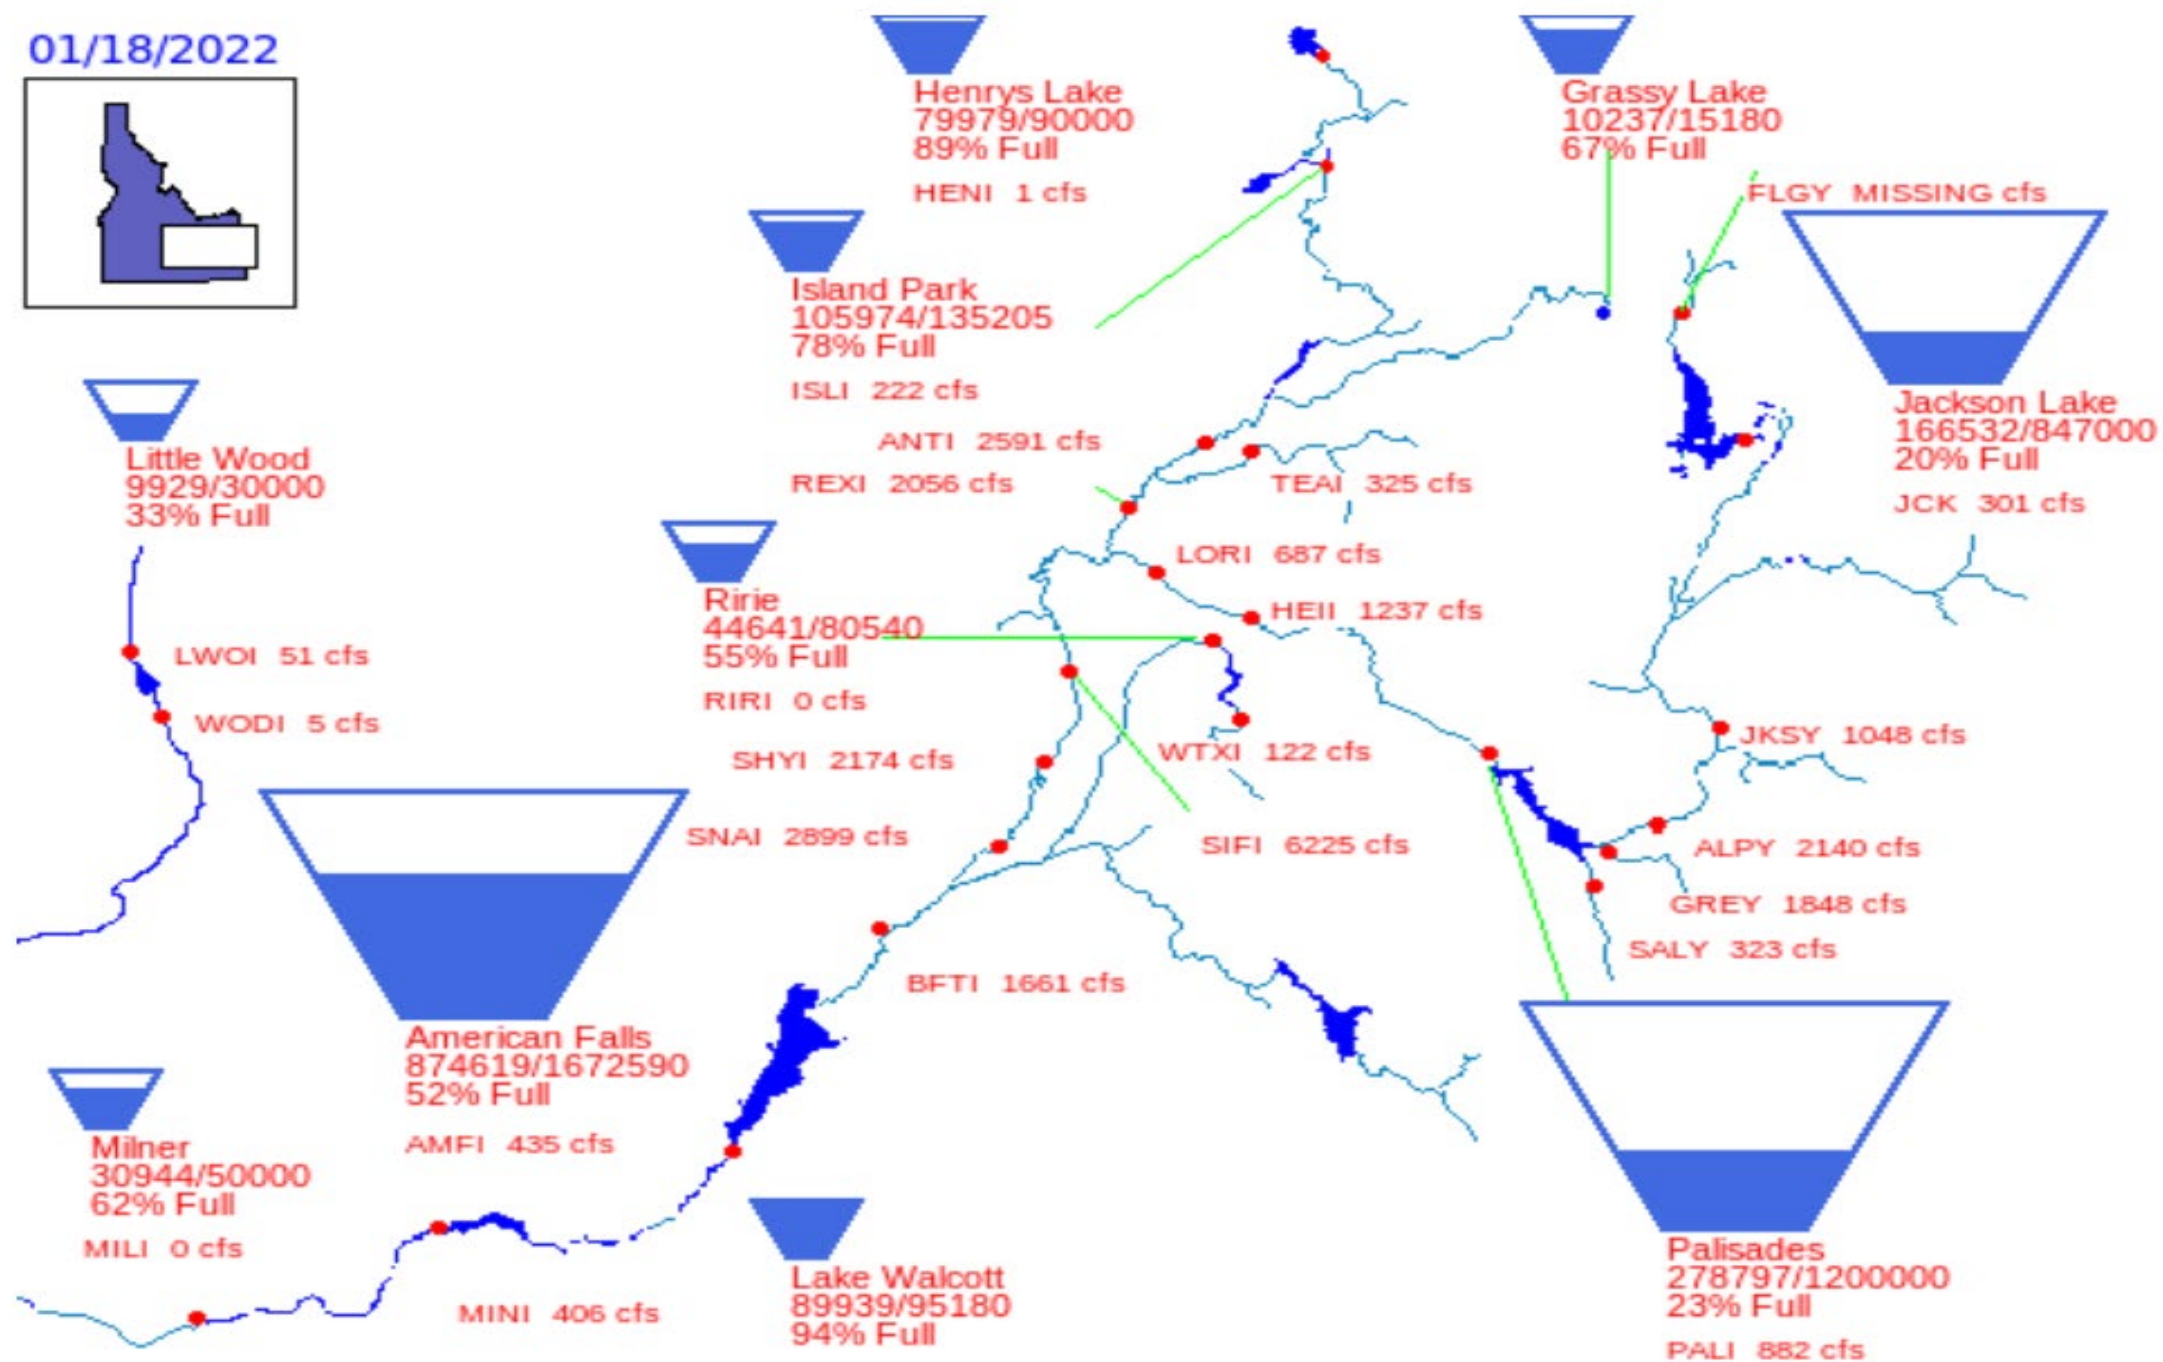 01/18/2022
Henrys Lake
79979/90000
89% Full
HENI 1 cfs
Grassy Lake
10237/15180
67% Full
FLGY MISSING cfs
Island Park
105974/135205
78% Full
ISLI 222 cfs
Jackson Lake
166532/847000
20% Full
JCK 301 cfs
ANTI 2591 cfs
REXI 2056 cfs
TEAI 325 cfs
Little Wood
9929/30000
33% Full
LORI 687 cfs
HEII 1237 cfs
Ririe
44641/80540
55% Full
RIRI 0 cfs
LWOI 51 cfs
WODI 5 cfs
SHYI 2174 cfs
WTXI 122 cfs
JKSY 1048 cfs
SNAI 2899 cfs
SIFI 6225 cfs
ALPY 2140 cfs
GREY 1848 cfs
SALY 323 cfs
BFTI 1661 cfs
American Falls
874619/1672590
52% Full
AMFI 435 cfs
Milner
30944/50000
62% Full
MILI 0 cfs
MINI 406 cfs
Lake Walcott
89939/95180
94% Full
Palisades
278797/1200000
23% Full
PALI 882 cfs